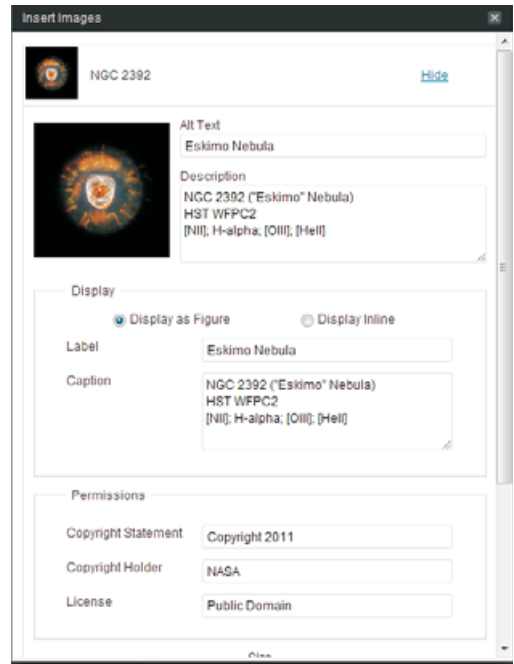 Insert Images
NGC 2392
Hide
Alt Text
Eskimo Nebula
Description
NGC 2392 ("Eskimo" Nebula)
HST WFPC2
[NII]; H-alpha; [OIII]; [HeII]
Display
Display as Figure
Display Inline
Label
Eskimo Nebula
Caption
NGC 2392 ("Eskimo" Nebula)
HST WFPC2
[NII]; H-alpha; [OIII]; [HeII]
Permissions
Copyright Statement
Copyright 2011
Copyright Holder
NASA
License
Public Domain
Size